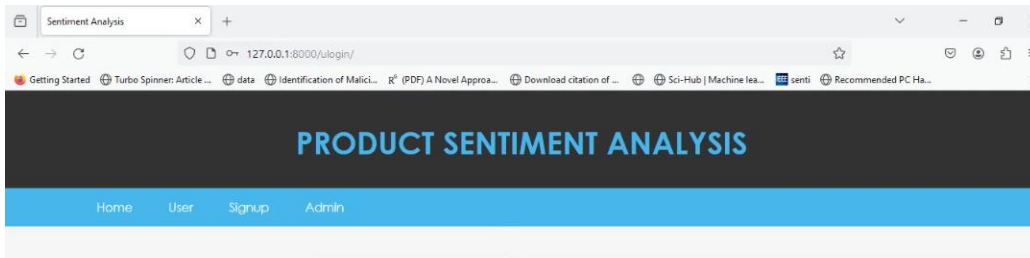 Sentiment Analysis
127.0.0.1:8000/ulogin/
Getting Started Turbo Spinner: Article ... data Identification of Malici... R⁶ (PDF) A Novel Approa... Download citation of ... Sci-Hub | Machine lea... IEEE senti Recommended PC Ha...
PRODUCT SENTIMENT ANALYSIS
Home User Signup Admin